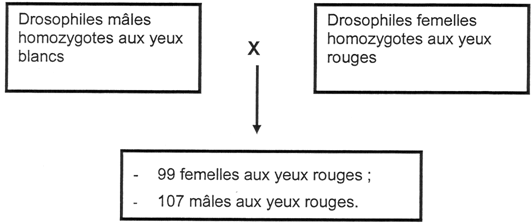 Drosophiles mâles
homozygotes aux yeux
blancs
X
Drosophiles femelles
homozygotes aux yeux
rouges
- 99 femelles aux yeux rouges ;
- 107 mâles aux yeux rouges.